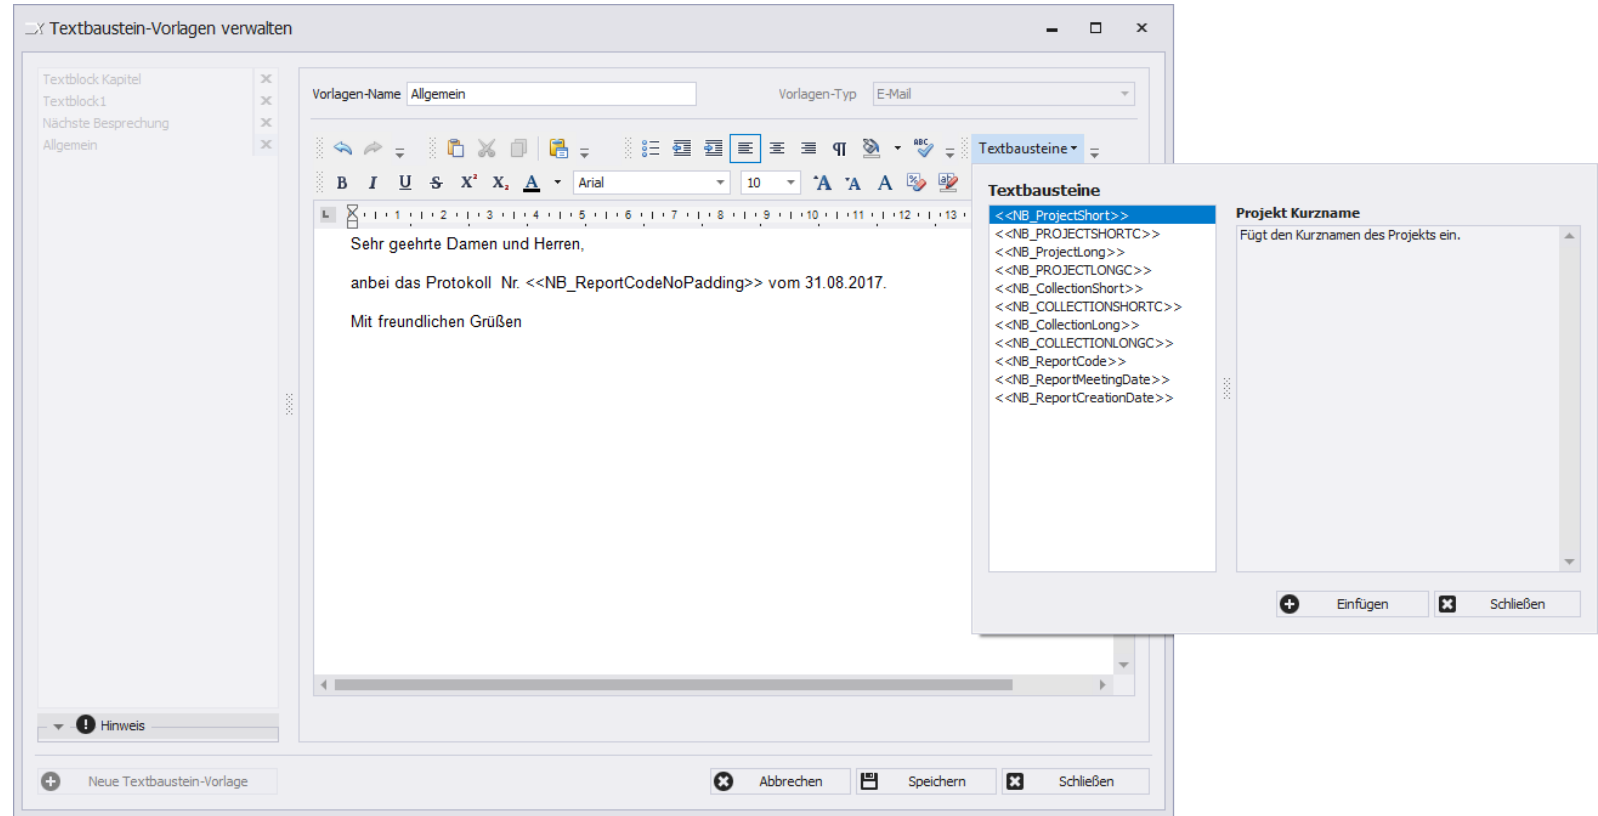 Textbaustein-Vorlagen verwalten
Textblock Kapitel
Textblock1
Nächste Besprechung
Allgemein
Vorlagen-Name Allgemein Vorlagen-Typ E-Mail
ABC Textbausteine
B I U S X² X₂ A Arial 10 A A A ab
L 1 2 3 4 5 6 7 8 9 10 11 12 13
Sehr geehrte Damen und Herren,
anbei das Protokoll Nr. <<NB_ReportCodeNoPadding>> vom 31.08.2017.
Mit freundlichen Grüßen
Textbausteine
<<NB_ProjectShort>>
<<NB_PROJECTSHORTC>>
<<NB_ProjectLong>>
<<NB_PROJECTLONGC>>
<<NB_CollectionShort>>
<<NB_COLLECTIONSHORTC>>
<<NB_CollectionLong>>
<<NB_COLLECTIONLONGC>>
<<NB_ReportCode>>
<<NB_ReportMeetingDate>>
<<NB_ReportCreationDate>>
Projekt Kurzname
Fügt den Kurznamen des Projekts ein.
Einfügen Schließen
Hinweis
Neue Textbaustein-Vorlage Abbrechen Speichern Schließen